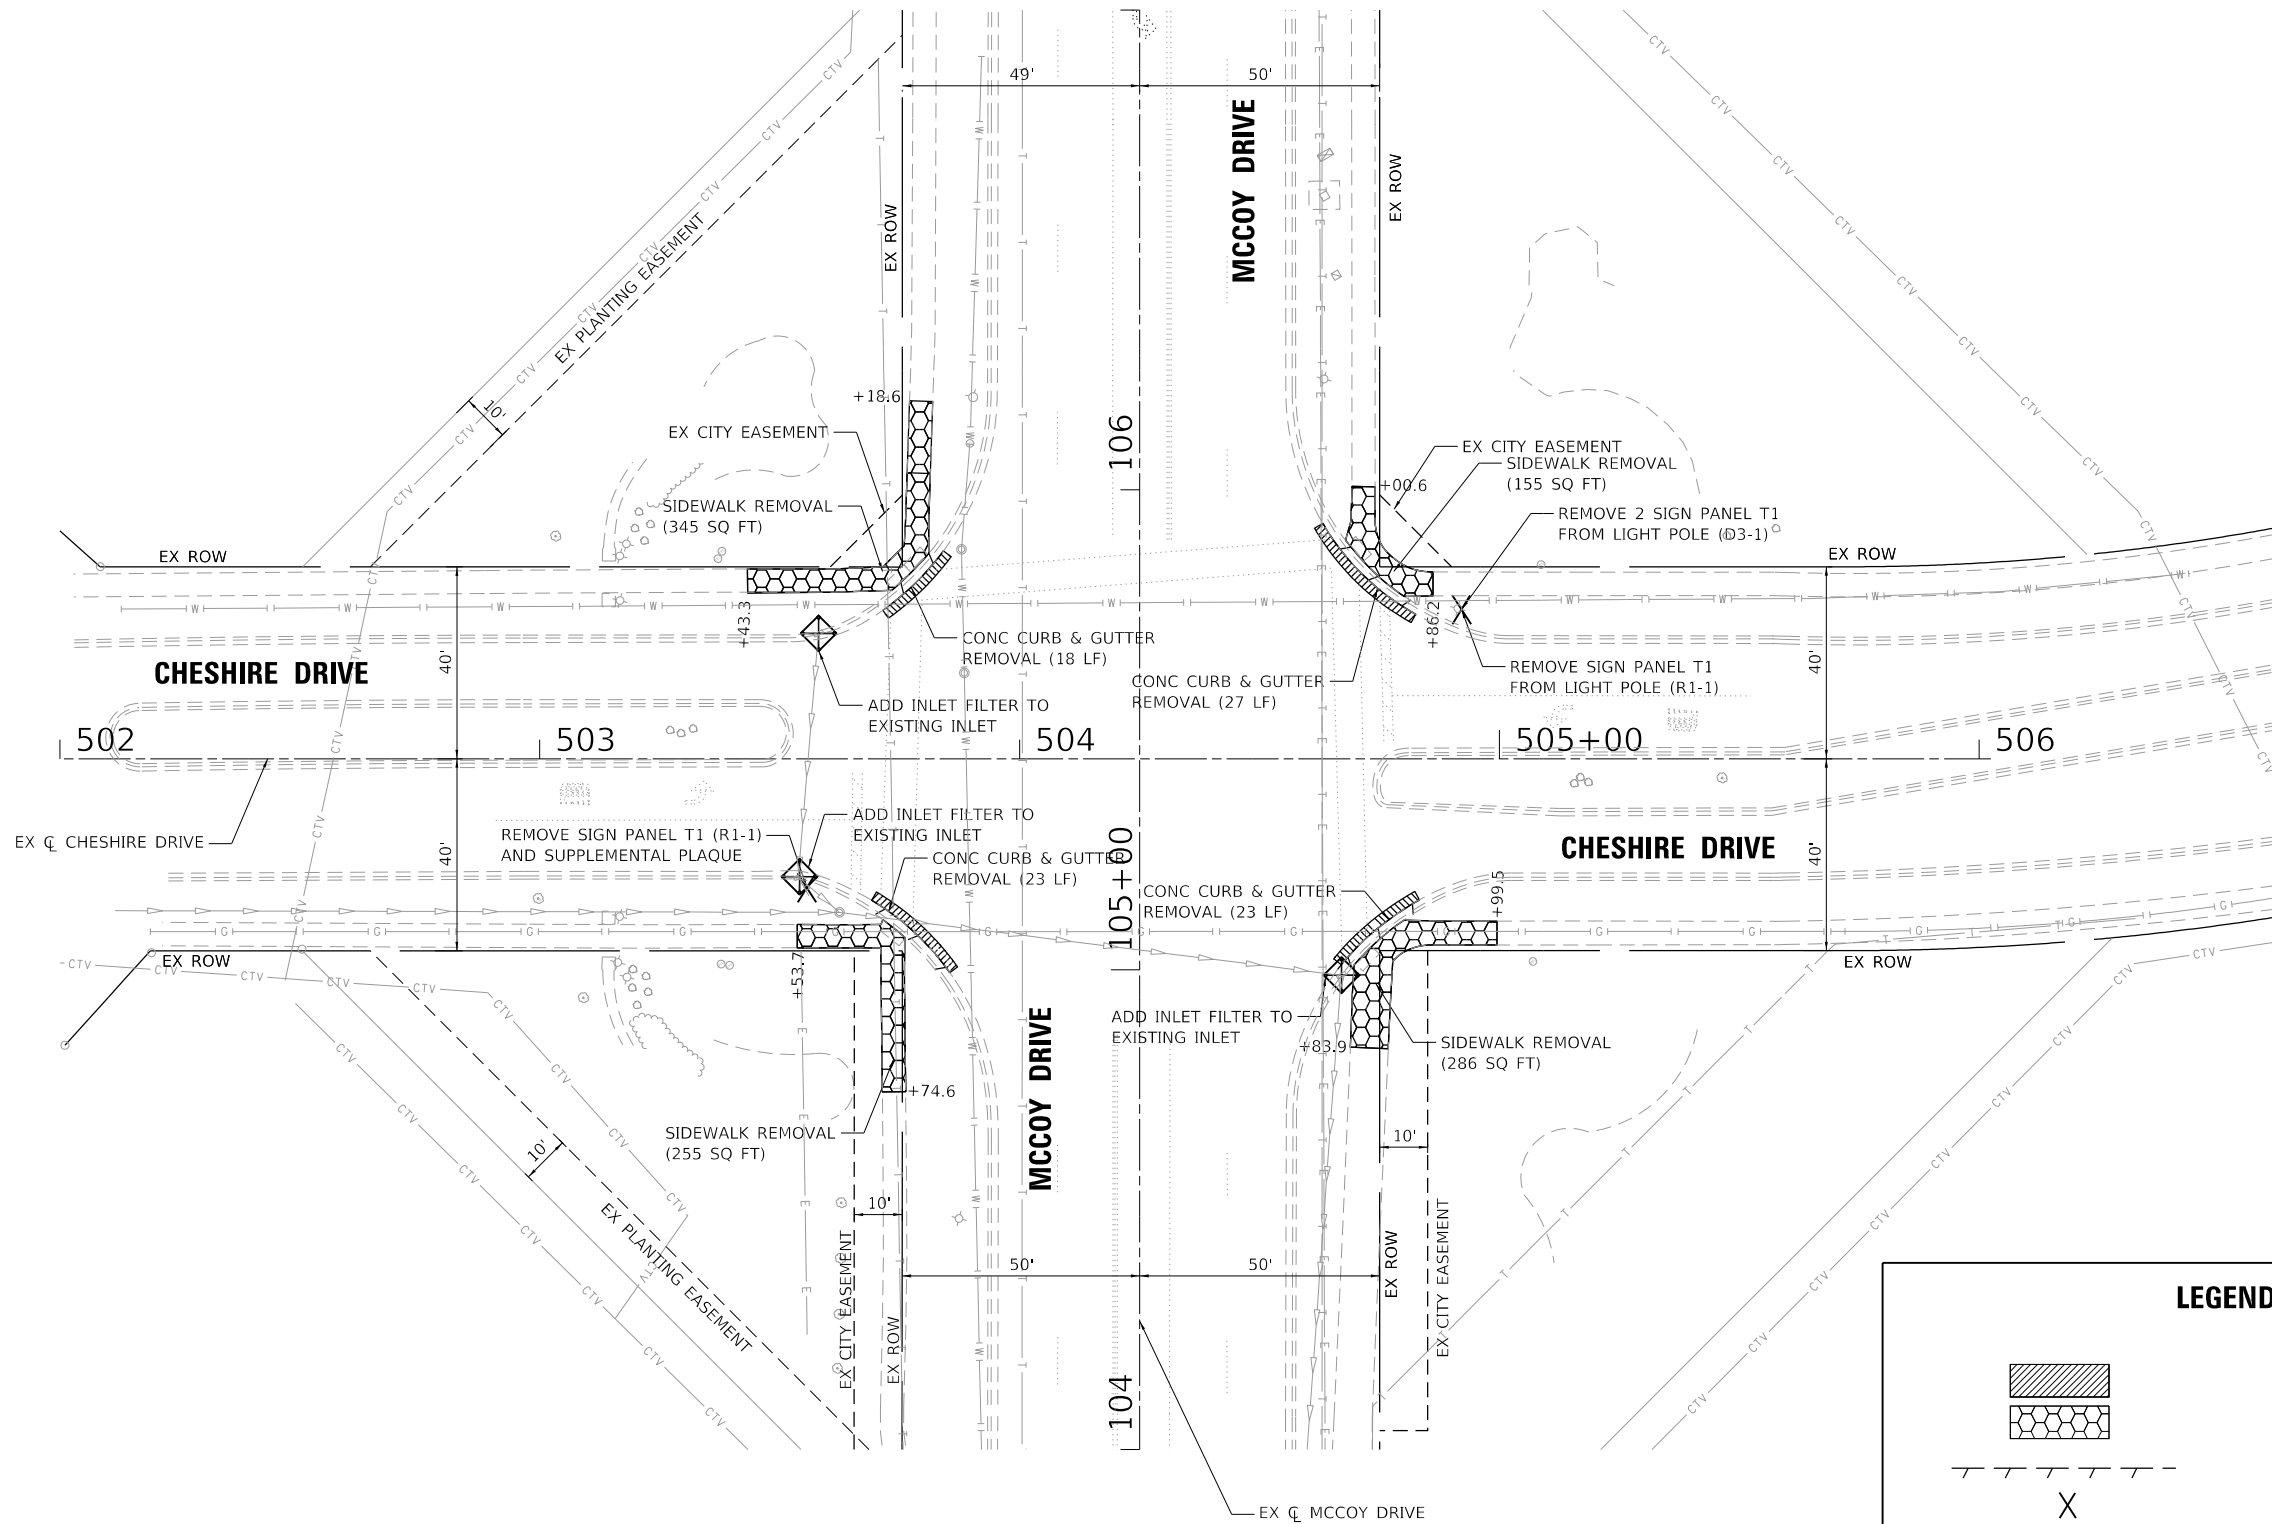 49'
50'
MCCOY DRIVE
EX ROW
EX ROW
EX PLANTING EASEMENT
10'
+18.6
EX CITY EASEMENT
SIDEWALK REMOVAL
(345 SQ FT)
106
EX CITY EASEMENT
SIDEWALK REMOVAL
(155 SQ FT)
+00.6
REMOVE 2 SIGN PANEL T1
FROM LIGHT POLE (D3-1)
EX ROW
EX ROW
+43.3
+86.2
CONC CURB & GUTTER
REMOVAL (18 LF)
CONC CURB & GUTTER
REMOVAL (27 LF)
REMOVE SIGN PANEL T1
FROM LIGHT POLE (R1-1)
CHESHIRE DRIVE
40'
40'
ADD INLET FILTER TO
EXISTING INLET
502
503
504
505+00
506
EX CL CHESHIRE DRIVE
REMOVE SIGN PANEL T1 (R1-1)
AND SUPPLEMENTAL PLAQUE
ADD INLET FILTER TO
EXISTING INLET
CONC CURB & GUTTER
REMOVAL (23 LF)
105+00
CONC CURB & GUTTER
REMOVAL (23 LF)
CHESHIRE DRIVE
40'
40'
+99.5
EX ROW
+53.7
EX ROW
ADD INLET FILTER TO
EXISTING INLET
+83.9
SIDEWALK REMOVAL
(286 SQ FT)
+74.6
MCCOY DRIVE
SIDEWALK REMOVAL
(255 SQ FT)
10'
10'
10'
EX PLANTING EASEMENT
EX CITY EASEMENT
EX ROW
50'
50'
EX ROW
EX CITY EASEMENT
104
EX CL MCCOY DRIVE
LEGEND
CTV
W
T
E
G